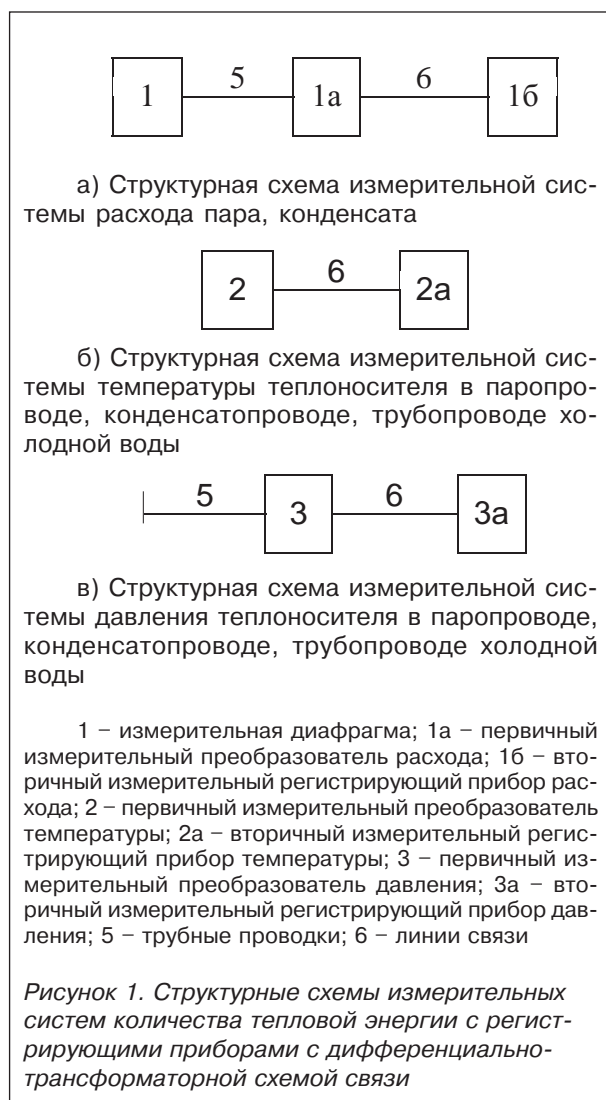 5 6
1 1а 1б
а) Структурная схема измерительной сис-
темы расхода пара, конденсата
6
2 2а
б) Структурная схема измерительной сис-
темы температуры теплоносителя в паропро-
воде, конденсатопроводе, трубопроводе хо-
лодной воды
5 6
3 3а
в) Структурная схема измерительной сис-
темы давления теплоносителя в паропроводе,
конденсатопроводе, трубопроводе холодной
воды
1 – измерительная диафрагма; 1а – первичный
измерительный преобразователь расхода; 1б – вто-
ричный измерительный регистрирующий прибор рас-
хода; 2 – первичный измерительный преобразователь
температуры; 2а – вторичный измерительный регис-
трирующий прибор температуры; 3 – первичный из-
мерительный преобразователь давления; 3а – вто-
ричный измерительный регистрирующий прибор дав-
ления; 5 – трубные проводки; 6 – линии связи
Рисунок 1. Структурные схемы измерительных
систем количества тепловой энергии с регист-
рирующими приборами с дифференциально-
трансформаторной схемой связи